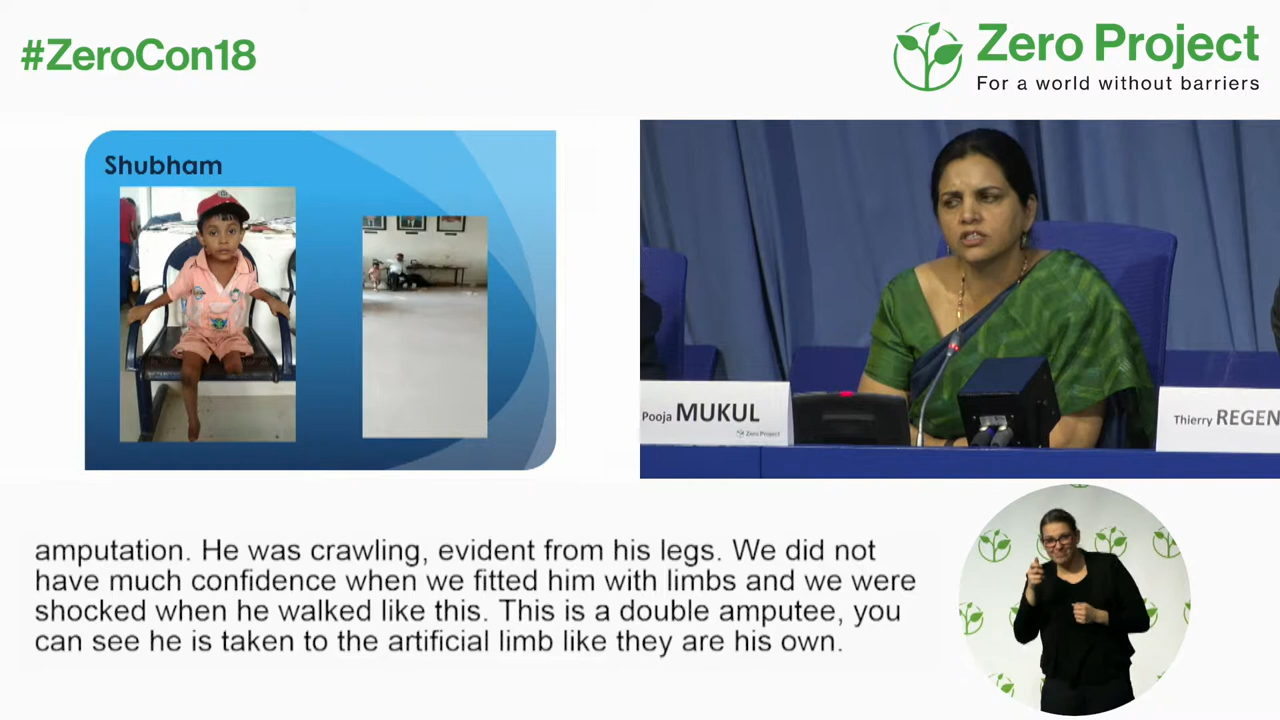 #ZeroCon18
Zero Project
For a world without barriers
Shubham
Pooja MUKUL
Zero Project
Thierry REGEN
amputation. He was crawling, evident from his legs. We did not
have much confidence when we fitted him with limbs and we were
shocked when he walked like this. This is a double amputee, you
can see he is taken to the artificial limb like they are his own.